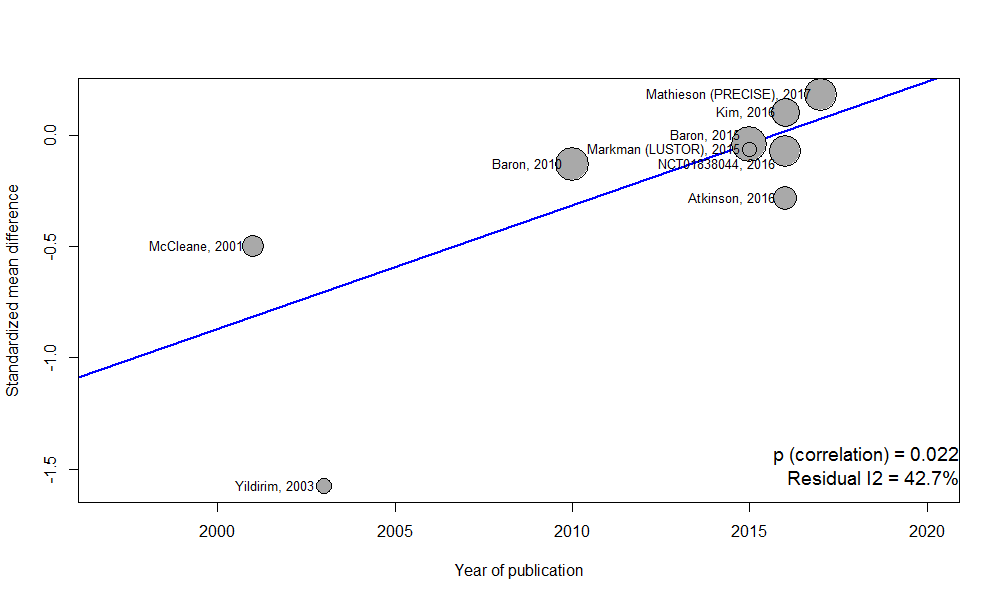 Mathieson (PRECISE), 2017
Kim, 2016
Baron, 2015
Markman (LUSTOR), 2015
Baron, 2010
NCT01838044, 2016
Atkinson, 2016
McCleane, 2001
Yildirim, 2003
p (correlation) = 0.022
Residual I2 = 42.7%
Standardized mean difference
0.0
-0.5
-1.0
-1.5
2000 2005 2010 2015 2020
Year of publication